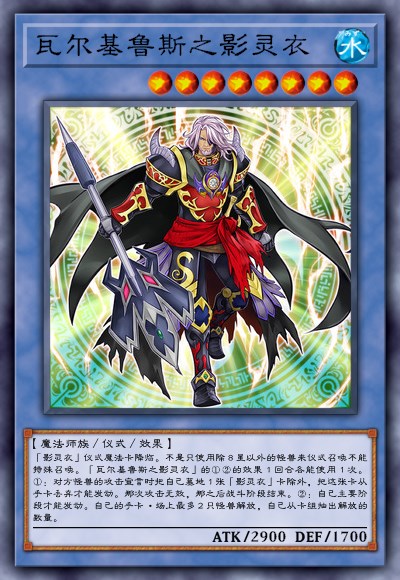 瓦尔基鲁斯之影灵衣
水
【魔法师族／仪式／效果】
「影灵衣」仪式魔法卡降临。不是只使用除8星以外的怪兽来仪式召唤不能
特殊召唤。「瓦尔基鲁斯之影灵衣」的①②的效果1回合各能使用1次。
①：对方怪兽的攻击宣言时把自己墓地1张「影灵衣」卡除外，把这张卡从
手卡丢弃才能发动。那次攻击无效，那之后战斗阶段结束。②：自己主要阶
段才能发动。自己的手卡·场上最多2只怪兽解放，自己从卡组抽出解放的
数量。
ATK/2900 DEF/1700